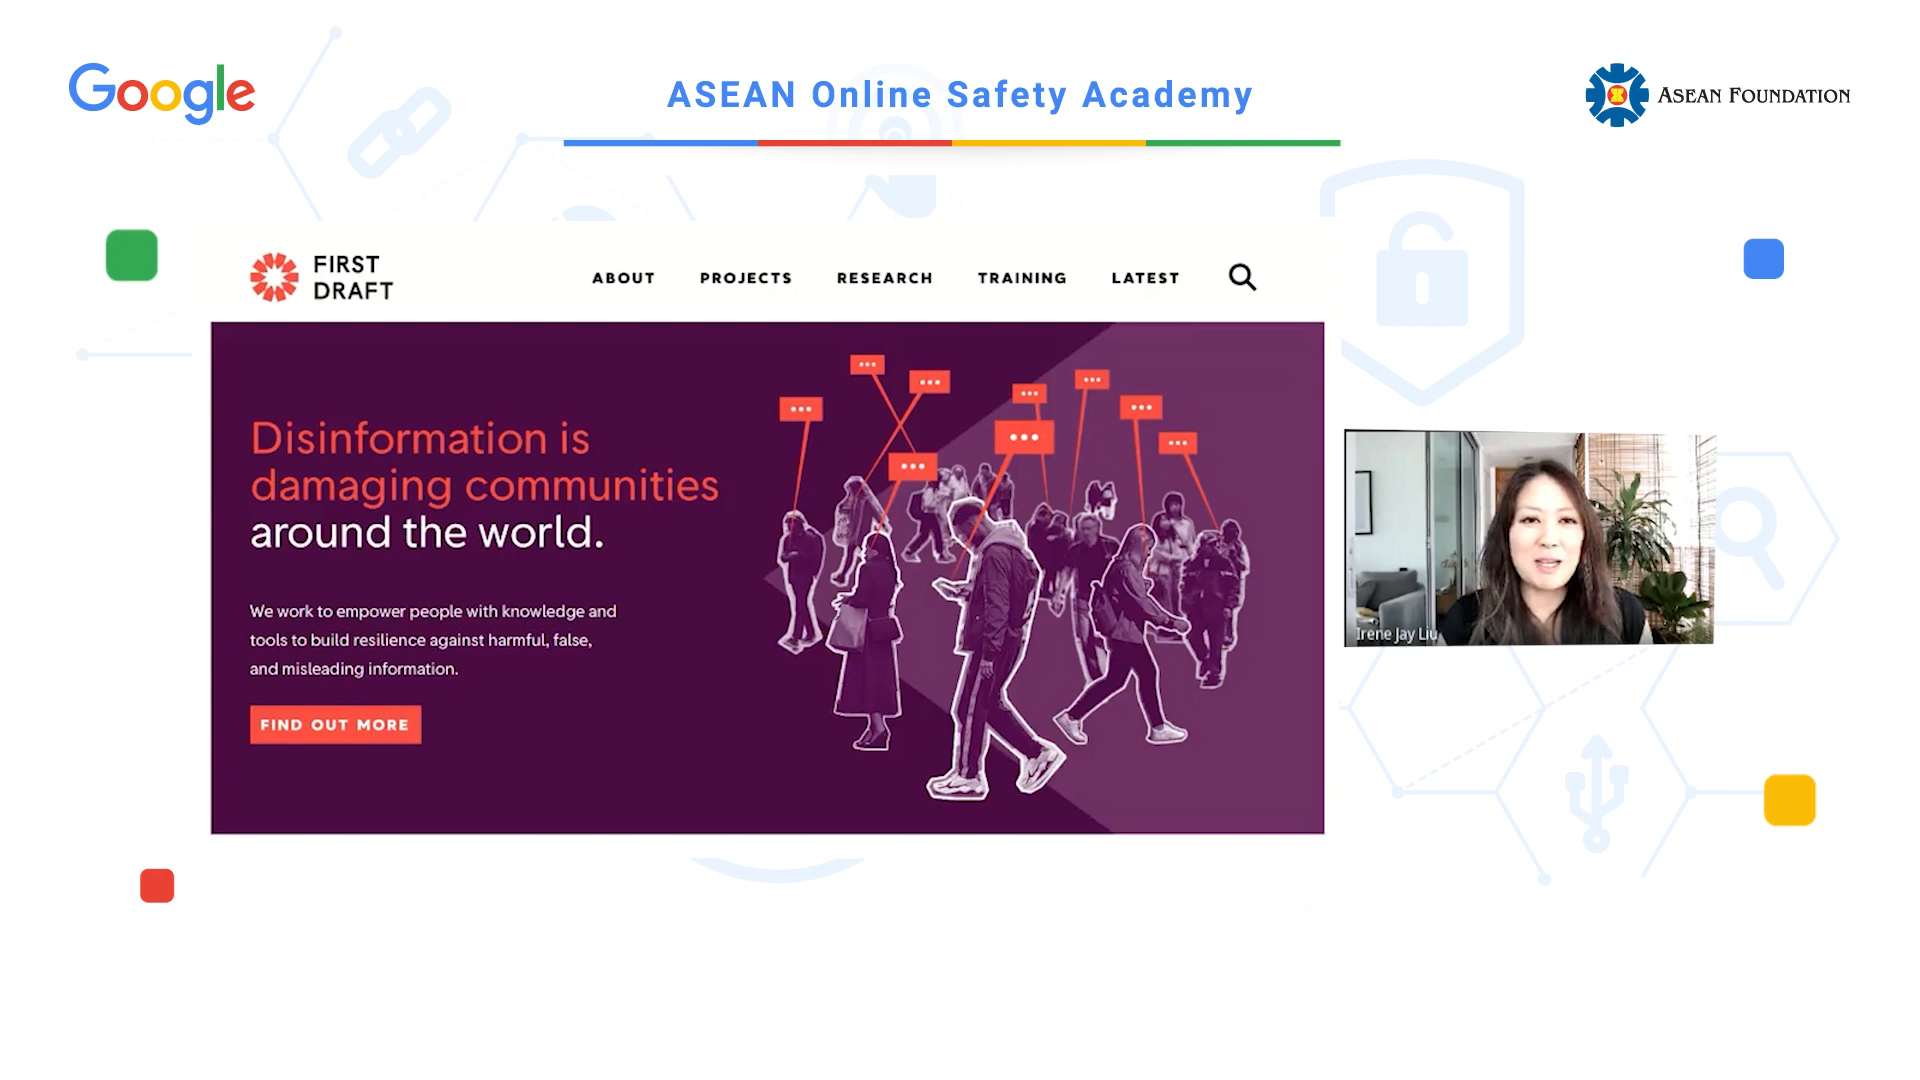 Google
ASEAN Online Safety Academy
ASEAN FOUNDATION
FIRST
DRAFT
ABOUT PROJECTS RESEARCH TRAINING LATEST
Disinformation is
damaging communities
around the world.
We work to empower people with knowledge and
tools to build resilience against harmful, false,
and misleading information.
FIND OUT MORE
Irene Jay Liu